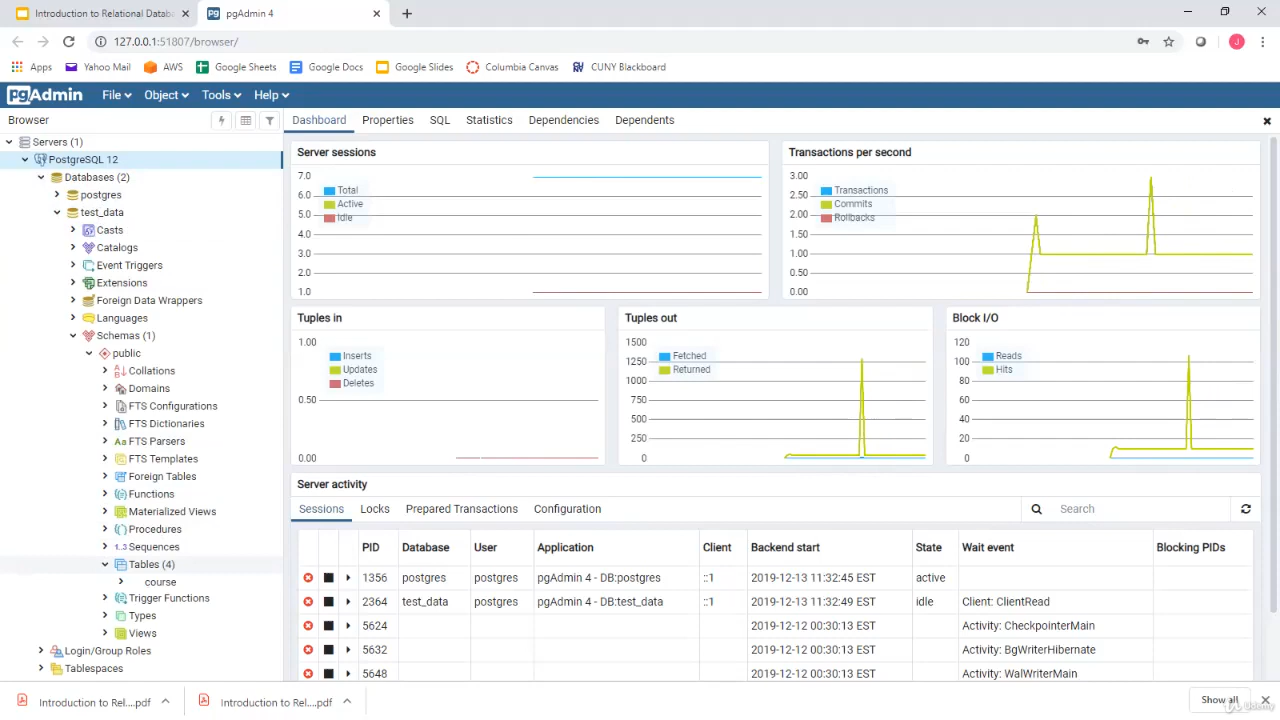 Introduction to Relational Datab
pgAdmin 4
127.0.0.1:51807/browser/
Apps Yahoo Mail AWS Google Sheets Google Docs Google Slides Columbia Canvas CUNY Blackboard
pgAdmin File Object Tools Help
Browser
Dashboard Properties SQL Statistics Dependencies Dependents
Servers (1)
PostgreSQL 12
Databases (2)
postgres
test_data
Casts
Catalogs
Event Triggers
Extensions
Foreign Data Wrappers
Languages
Schemas (1)
public
Collations
Domains
FTS Configurations
FTS Dictionaries
FTS Parsers
FTS Templates
Foreign Tables
Functions
Materialized Views
Procedures
1..3 Sequences
Tables (4)
course
Trigger Functions
Types
Views
Login/Group Roles
Tablespaces
Server sessions
7.0
6.0
5.0
4.0
3.0
2.0
1.0
Total
Active
Idle
Transactions per second
3.00
2.50
2.00
1.50
1.00
0.50
0.00
Transactions
Commits
Rollbacks
Tuples in
1.00
0.50
0.00
Inserts
Updates
Deletes
Tuples out
1500
1250
1000
750
500
250
0
Fetched
Returned
Block I/O
120
100
80
60
40
20
0
Reads
Hits
Server activity
Sessions Locks Prepared Transactions Configuration
Search
PID Database User Application Client Backend start State Wait event Blocking PIDs
1356 postgres postgres pgAdmin 4 - DB:postgres ::1 2019-12-13 11:32:45 EST active
2364 test_data postgres pgAdmin 4 - DB:test_data ::1 2019-12-13 11:32:49 EST idle Client: ClientRead
5624 2019-12-12 00:30:13 EST Activity: CheckpointerMain
5632 2019-12-12 00:30:13 EST Activity: BgWriterHibernate
5648 2019-12-12 00:30:13 EST Activity: WalWriterMain
Introduction to Rel....pdf
Introduction to Rel....pdf
Show all
Udemy